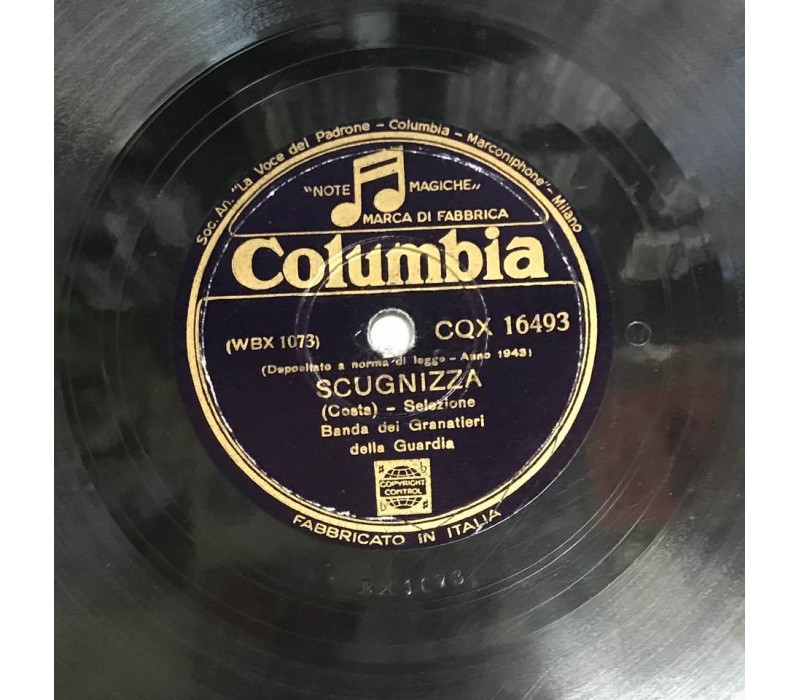 Soc. An. "La Voce del Padrone - Columbia - Marconiphone" - Milano
"NOTE MAGICHE„
MARCA DI FABBRICA
Columbia
(WBX 1073) CQX 16493
(Depositato a norma di legge - Anno 1943)
SCUGNIZZA
(Costa) - Selezione
Banda dei Granatieri
della Guardia
COPYRIGHT
CONTROL
FABBRICATO IN ITALIA